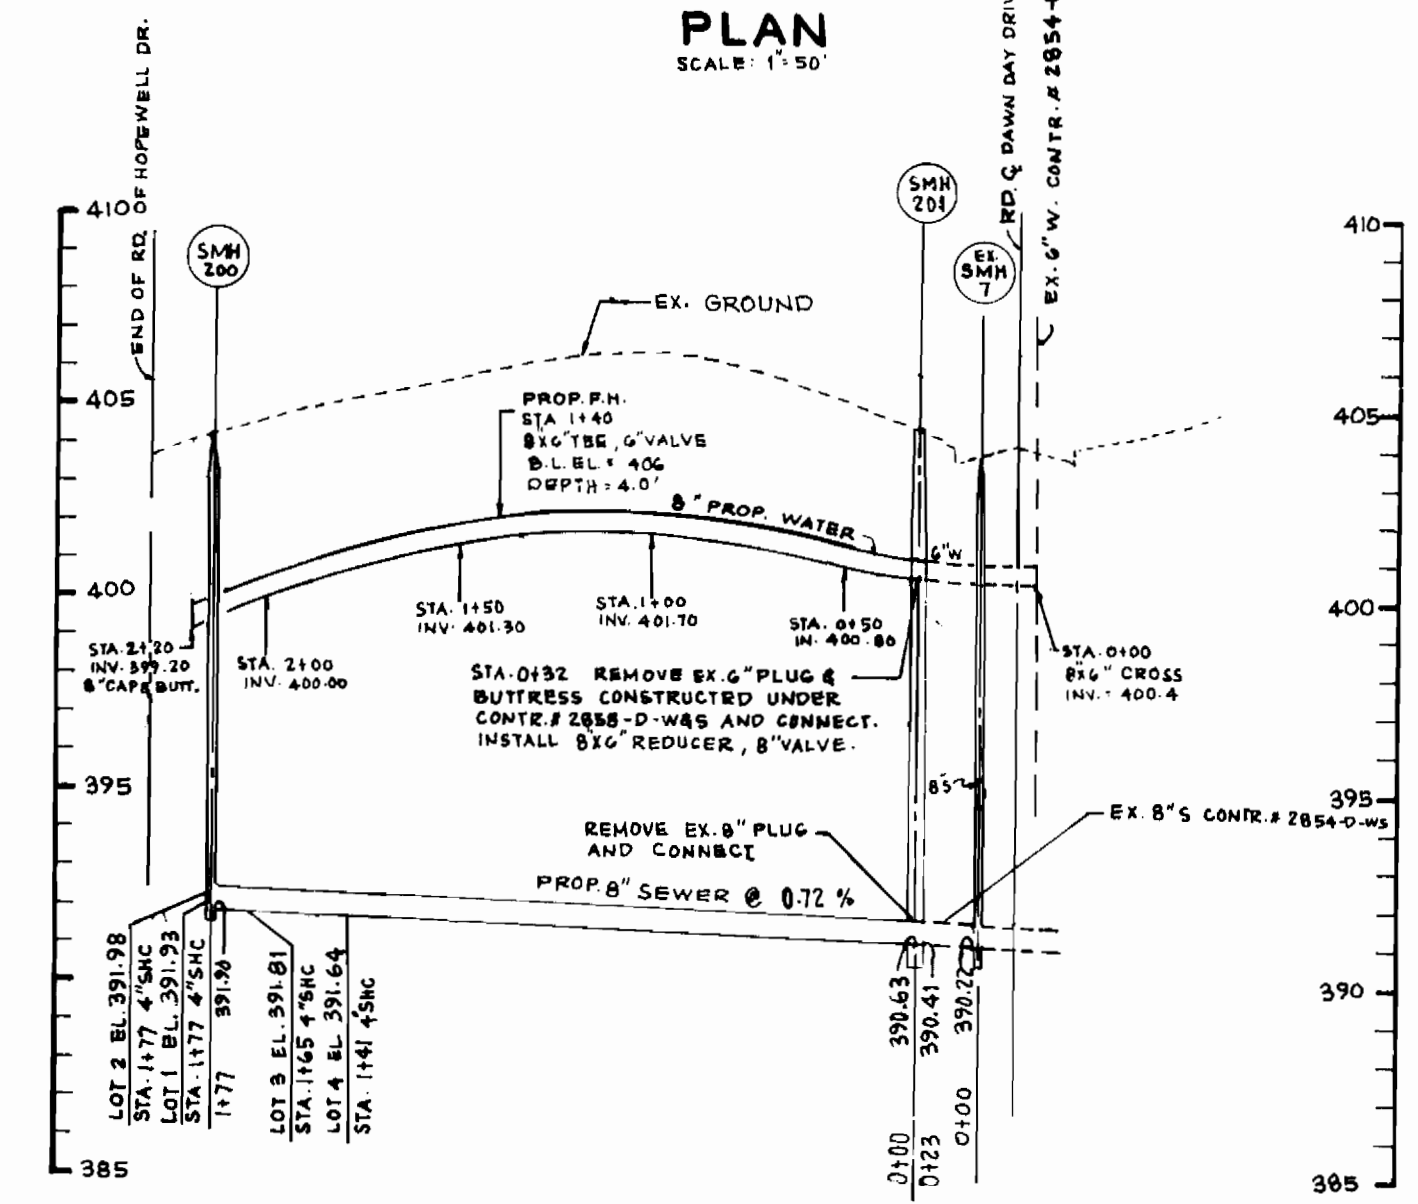 PLAN
SCALE: 1"=50'
END OF RD. OF HOPEWELL DR.
RD. ℄ DAWN DAY DRIV
EX. 6" W. CONTR. # 2854-
410
405
400
395
385
410
405
400
395
390
385
SMH
200
SMH
201
EX.
SMH
7
EX. GROUND
PROP. F.H.
STA 1+40
8"X6" TEE, 6" VALVE
B.L. EL. = 406
DEPTH = 4.0'
8" PROP. WATER
6"W
STA. 2+20
INV. 399.20
8" CAP & BUTT.
STA. 2+00
INV. 400.00
STA. 1+50
INV. 401.30
STA. 1+00
INV. 401.70
STA. 0+50
IN. 400.80
STA. 0+00
8"X6" CROSS
INV. = 400.4
STA. 0+32 REMOVE EX. 6" PLUG &
BUTTRESS CONSTRUCTED UNDER
CONTR. # 2858-D-W&S AND CONNECT.
INSTALL 8"X6" REDUCER, 8" VALVE.
8"S
REMOVE EX. 8" PLUG
AND CONNECT
EX. 8" S CONTR. # 2854-D-WS
PROP. 8" SEWER @ 0.72 %
LOT 2 EL. 391.98
STA. 1+77 4" SHC
LOT 1 EL. 391.93
STA. 1+77 4" SHC
1+77 391.90
LOT 3 EL. 391.81
STA. 1+65 4" SHC
LOT 4 EL 391.64
STA. 1+41 4" SHC
0+00 390.63
0+23 390.41
0+00 390.22